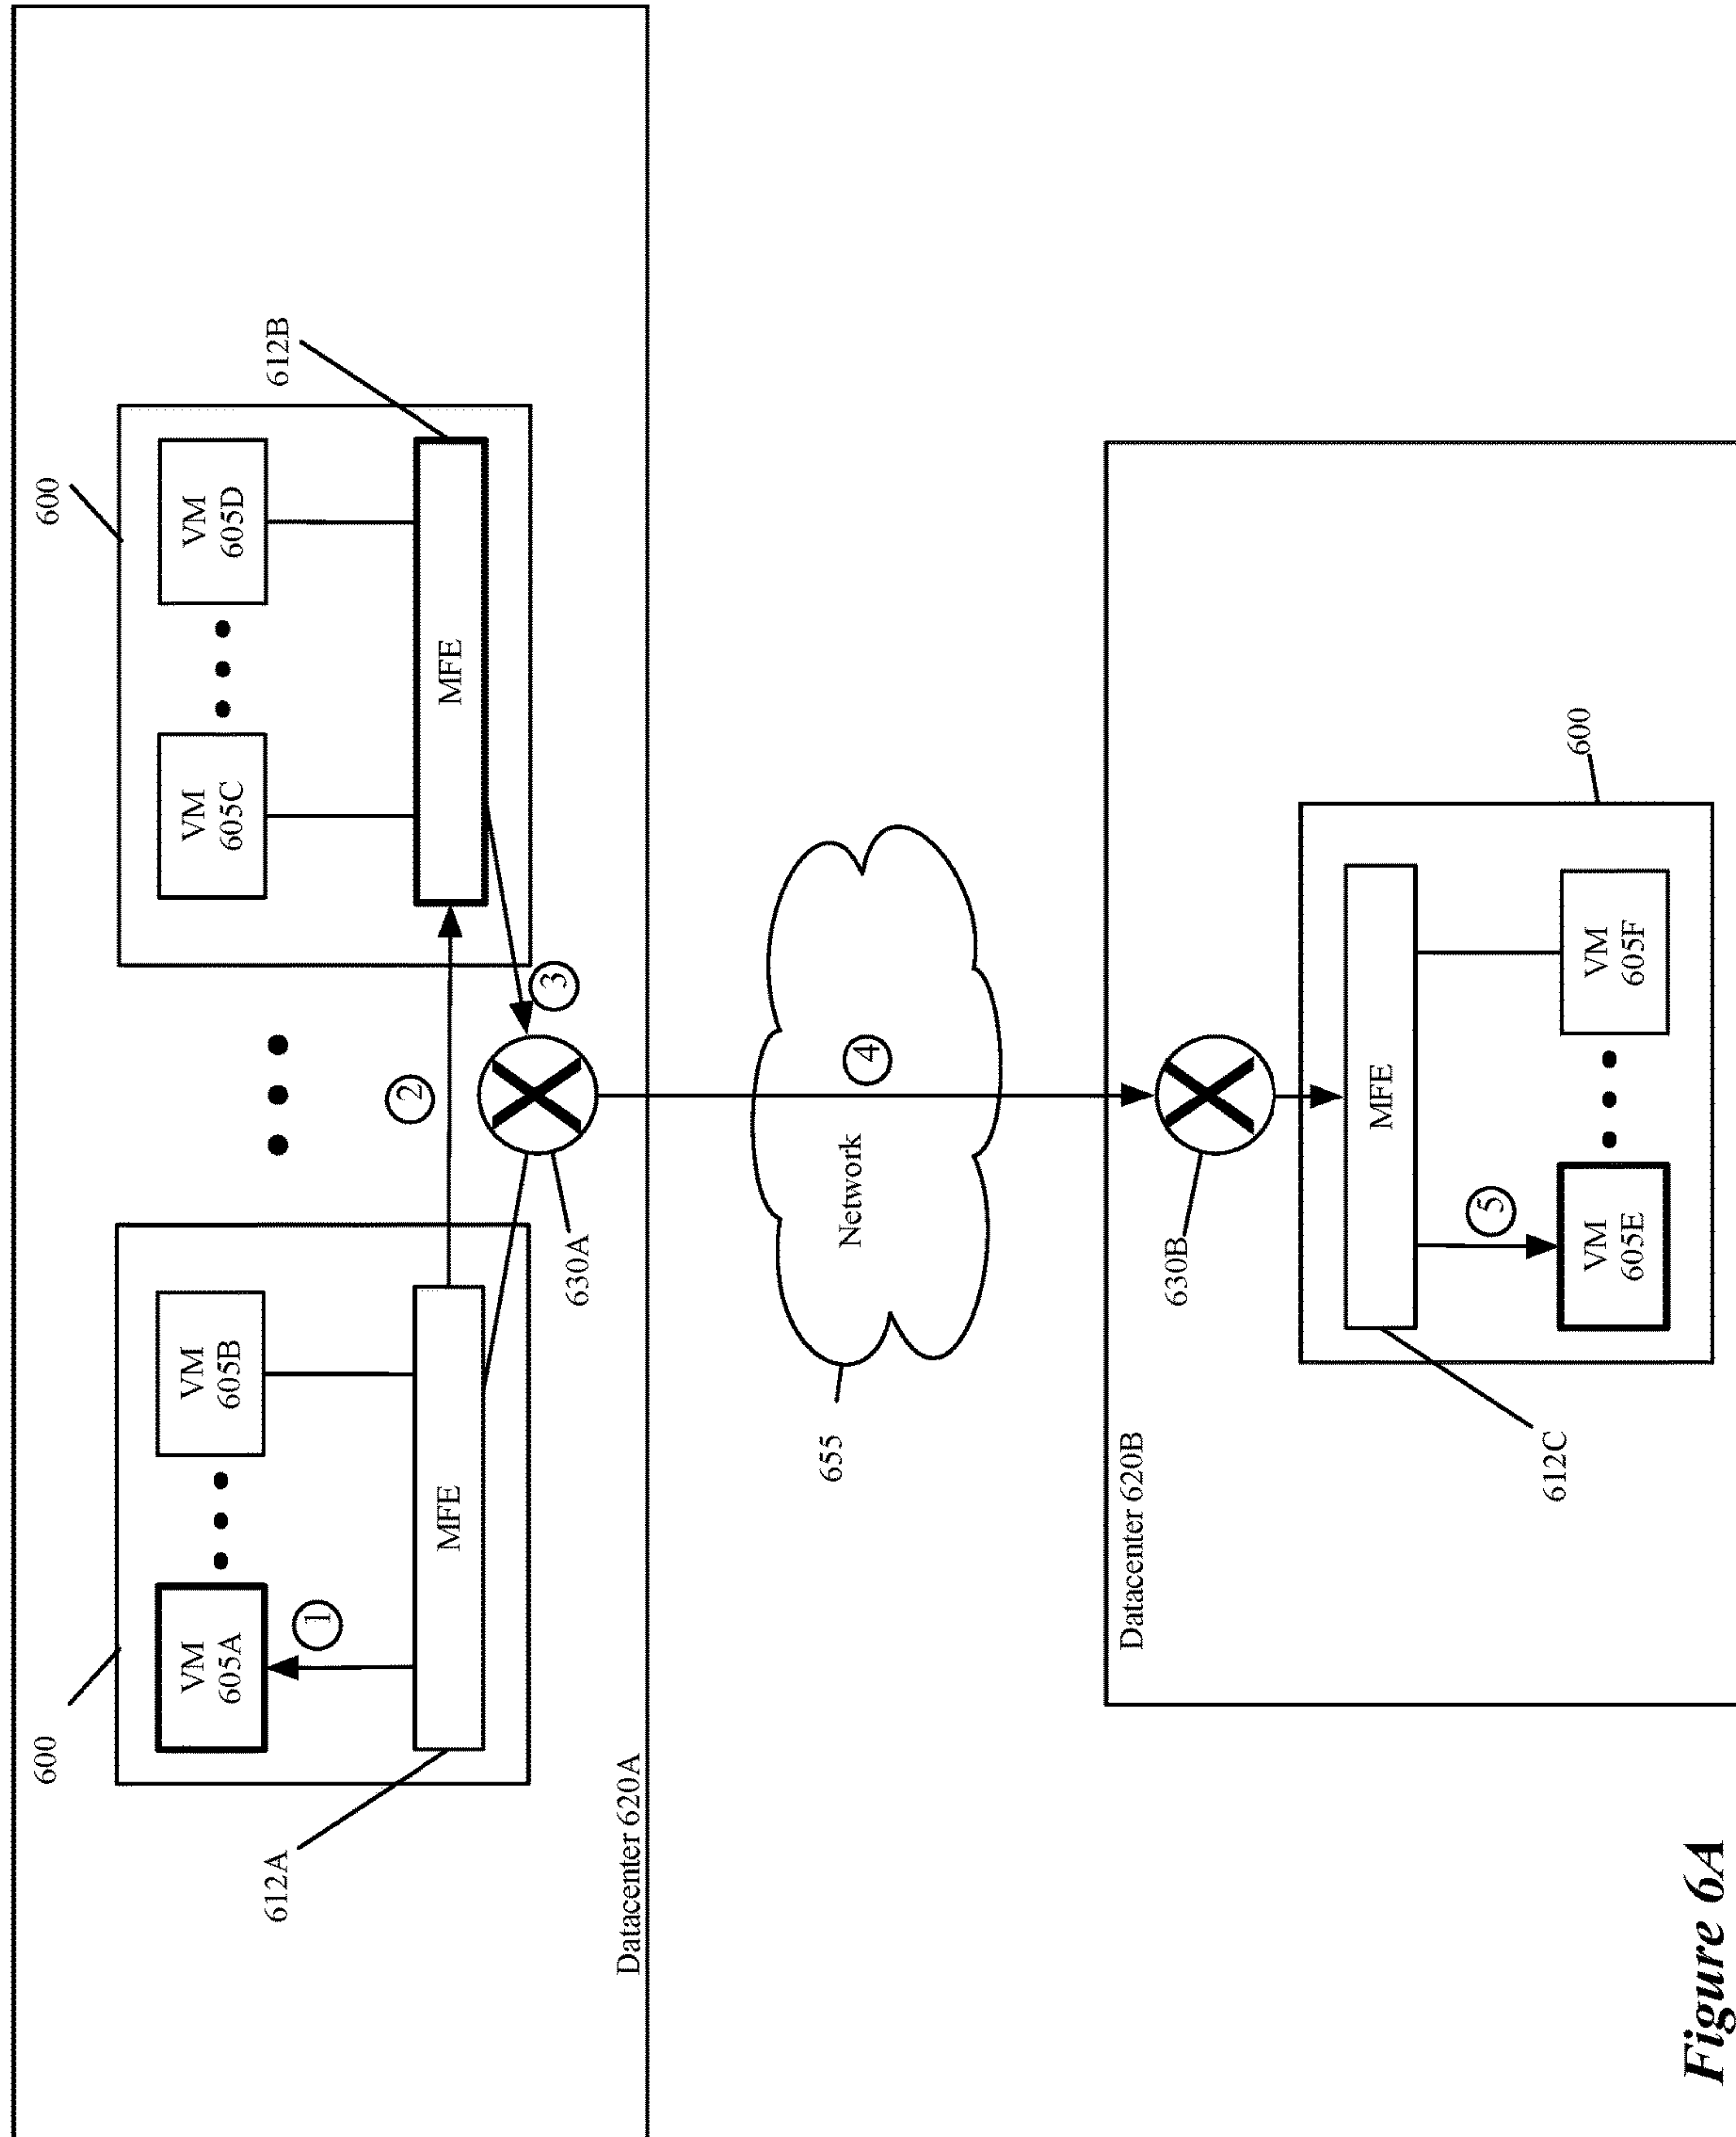 600
600
VM
605A
VM
605B
VM
605C
VM
605D
1
MFE
MFE
612A
612B
2
3
630A
Datacenter 620A
655
Network
4
Datacenter 620B
630B
MFE
612C
5
VM
605E
VM
605F
600
Figure 6A